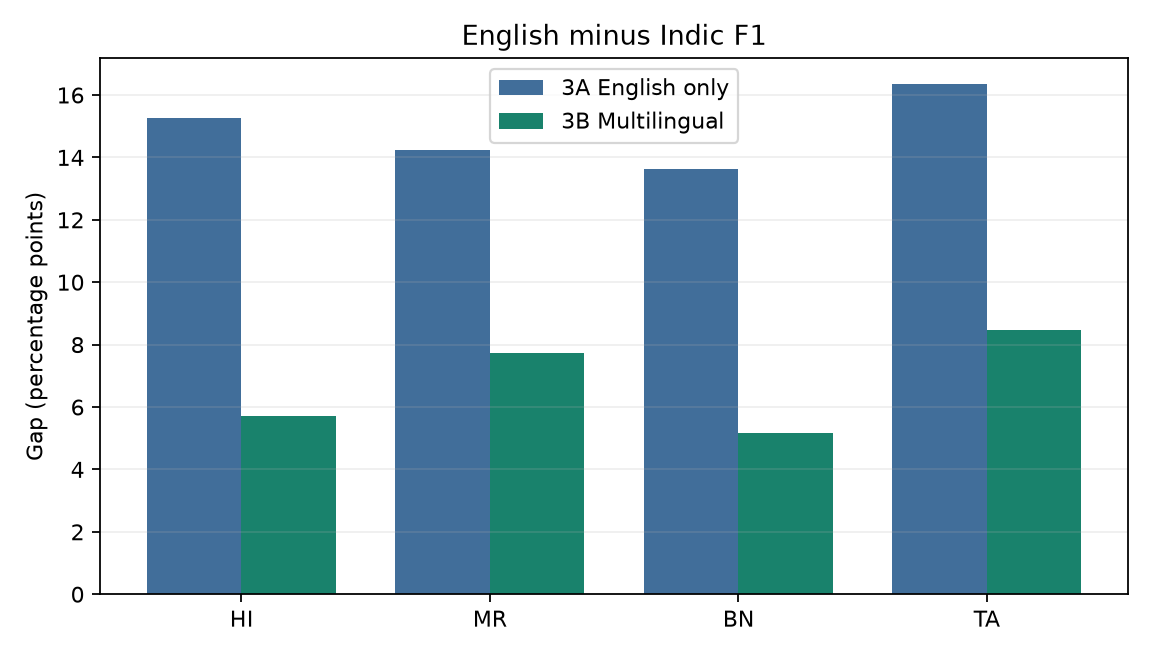 English minus Indic F1
3A English only
3B Multilingual
Gap (percentage points)
16
14
12
10
8
6
4
2
0
HI MR BN TA